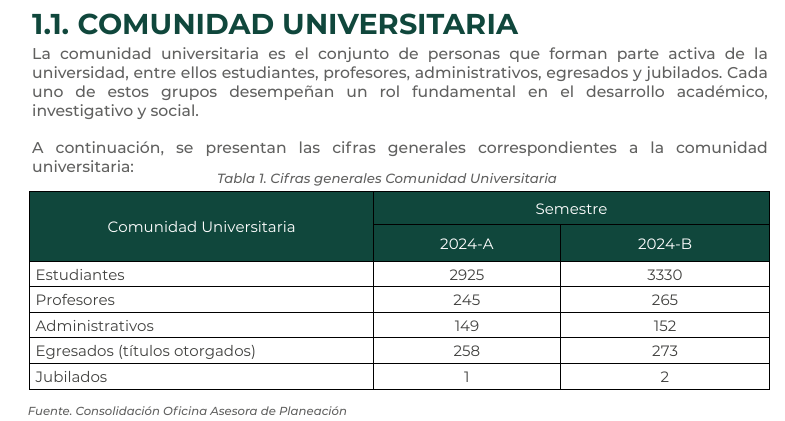 1.1. COMUNIDAD UNIVERSITARIA
La comunidad universitaria es el conjunto de personas que forman parte activa de la
universidad, entre ellos estudiantes, profesores, administrativos, egresados y jubilados. Cada
uno de estos grupos desempeñan un rol fundamental en el desarrollo académico,
investigativo y social.
A continuación, se presentan las cifras generales correspondientes a la comunidad
universitaria:
Tabla 1. Cifras generales Comunidad Universitaria
Comunidad Universitaria Semestre
2024-A 2024-B
Estudiantes 2925 3330
Profesores 245 265
Administrativos 149 152
Egresados (títulos otorgados) 258 273
Jubilados 1 2
Fuente. Consolidación Oficina Asesora de Planeación